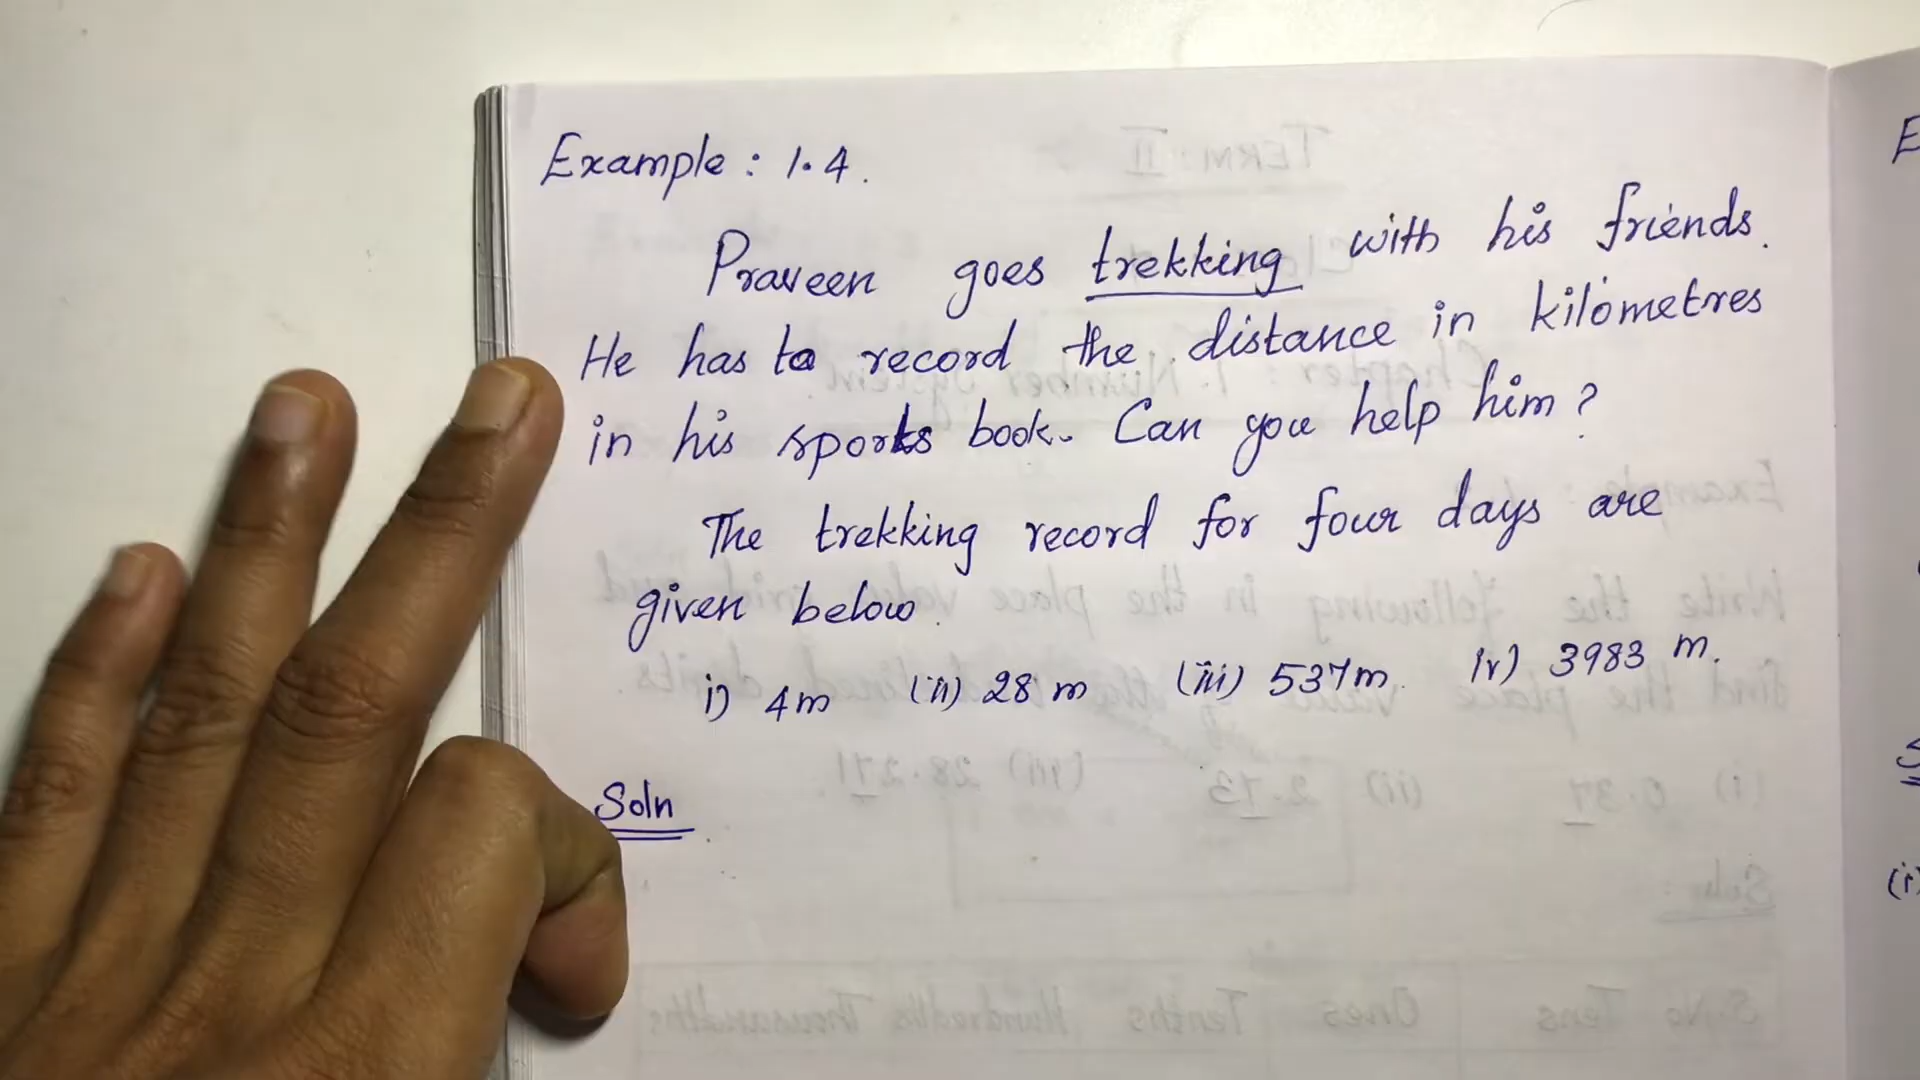 Example : 1.4.
Praveen goes trekking with his friends.
He has to record the distance in kilometres
in his sports book. Can you help him?
The trekking record for four days are
given below.
i) 4m (ii) 28 m (iii) 537m. iv) 3983 m.
Soln